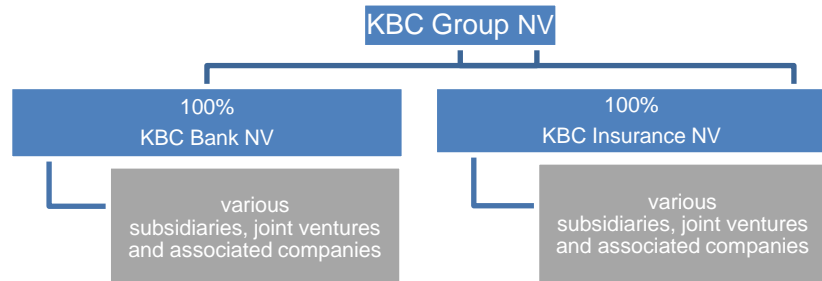 KBC Group NV
100%
KBC Bank NV
100%
KBC Insurance NV
various
subsidiaries, joint ventures
and associated companies
various
subsidiaries, joint ventures
and associated companies